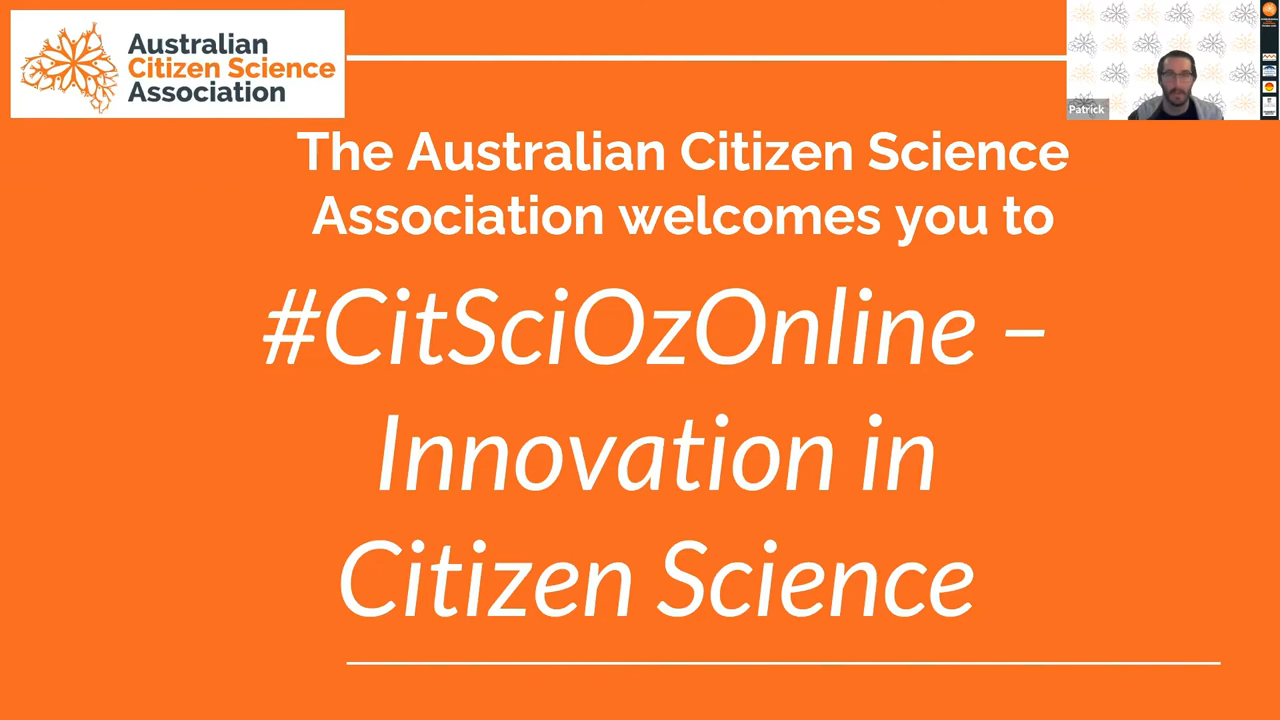 Australian
Citizen Science
Association
Patrick
The Australian Citizen Science
Association welcomes you to
#CitSciOzOnline –
Innovation in
Citizen Science